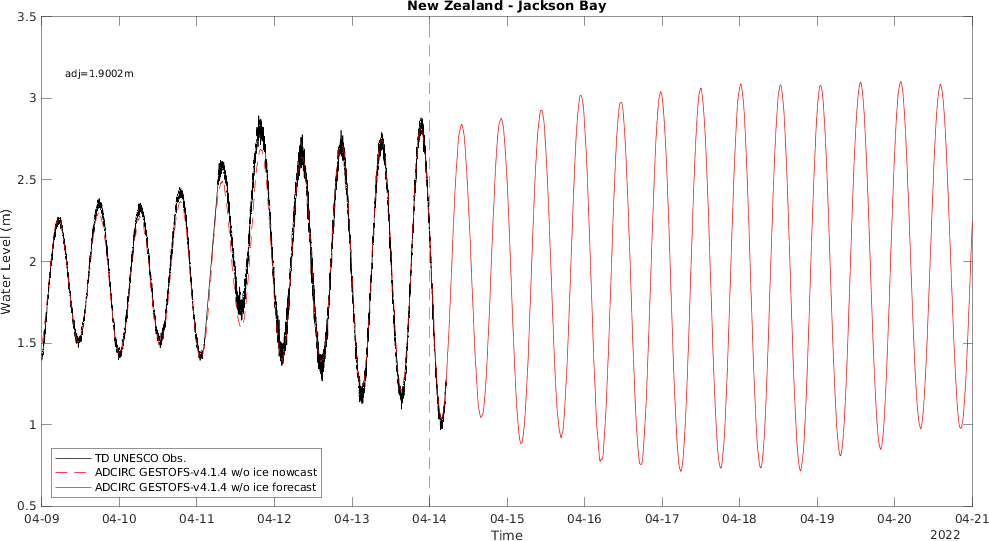 New Zealand - Jackson Bay
3.5
3
2.5
2
1.5
1
0.5
Water Level (m)
adj=1.9002m
TD UNESCO Obs.
ADCIRC GESTOFS-v4.1.4 w/o ice nowcast
ADCIRC GESTOFS-v4.1.4 w/o ice forecast
04-09 04-10 04-11 04-12 04-13 04-14 04-15 04-16 04-17 04-18 04-19 04-20 04-21
Time
2022